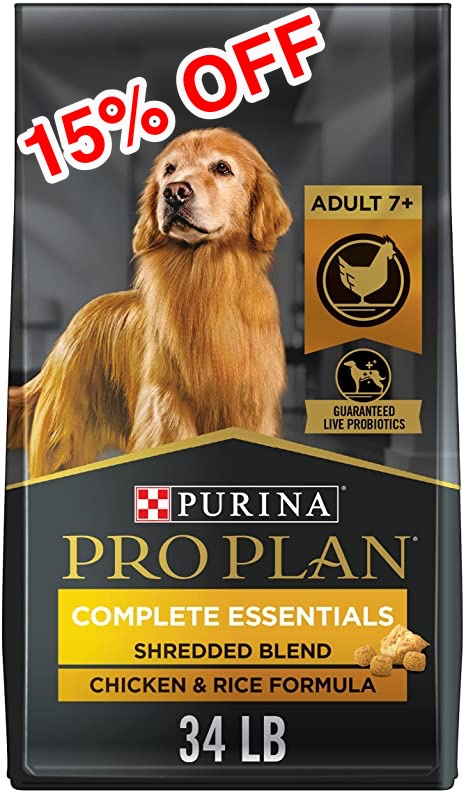 15% OFF
ADULT 7+
GUARANTEED
LIVE PROBIOTICS
PURINA®
PRO PLAN®
COMPLETE ESSENTIALS
SHREDDED BLEND
CHICKEN & RICE FORMULA
34 LB